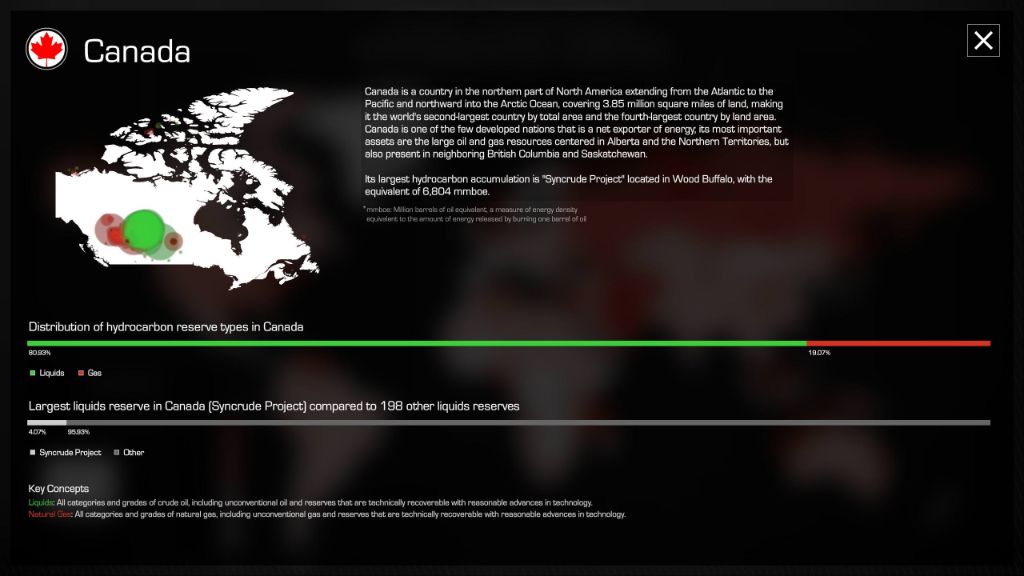 Canada
Canada is a country in the northern part of North America extending from the Atlantic to the
Pacific and northward into the Arctic Ocean, covering 3.85 million square miles of land, making
it the world's second-largest country by total area and the fourth-largest country by land area.
Canada is one of the few developed nations that is a net exporter of energy, its most important
assets are the large oil and gas resources centered in Alberta and the Northern Territories, but
also present in neighboring British Columbia and Saskatchewan.
Its largest hydrocarbon accumulation is "Syncrude Project" located in Wood Buffalo, with the
equivalent of 6,804 mmboe.
*mmboe: Million barrels of oil equivalent, a measure of energy density
equivalent to the amount of energy released by burning one barrel of oil
Distribution of hydrocarbon reserve types in Canada
80.93% 19.07%
Liquids Gas
Largest liquids reserve in Canada (Syncrude Project) compared to 198 other liquids reserves
4.07% 95.93%
Syncrude Project Other
Key Concepts
Liquids: All categories and grades of crude oil, including unconventional oil and reserves that are technically recoverable with reasonable advances in technology.
Natural Gas: All categories and grades of natural gas, including unconventional gas and reserves that are technically recoverable with reasonable advances in technology.